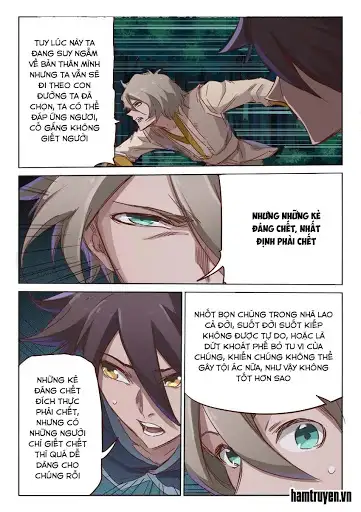 TUY LÚC NÀY TA
ĐANG SUY NGẪM
VỀ BẢN THÂN MÌNH
NHƯNG TA VẪN SẼ
ĐI THEO CON
ĐƯỜNG TA ĐÃ
CHỌN, TA CÓ THỂ
ĐÁP ỨNG NGƯƠI,
CỐ GẮNG KHÔNG
GIẾT NGƯỜI
NHƯNG NHỮNG KẺ
ĐÁNG CHẾT, NHẤT
ĐỊNH PHẢI CHẾT
NHỐT BỌN CHÚNG TRONG NHÀ LAO
CẢ ĐỜI, SUỐT ĐỜI SUỐT KIẾP
KHÔNG ĐƯỢC TỰ DO, HOẶC LÀ
DỨT KHOÁT PHẾ BỎ TU VI CỦA
CHÚNG, KHIẾN CHÚNG KHÔNG THỂ
GÂY TỘI ÁC NỮA, NHƯ VẬY KHÔNG
TỐT HƠN SAO
NHỮNG KẺ
ĐÁNG CHẾT
ĐÍCH THỰC
PHẢI CHẾT,
NHƯNG CÓ
NHỮNG NGƯỜI
CHỈ GIẾT CHẾT
THÌ QUÁ DỄ
DÀNG CHO
CHÚNG RỒI
hamtruyen.vn